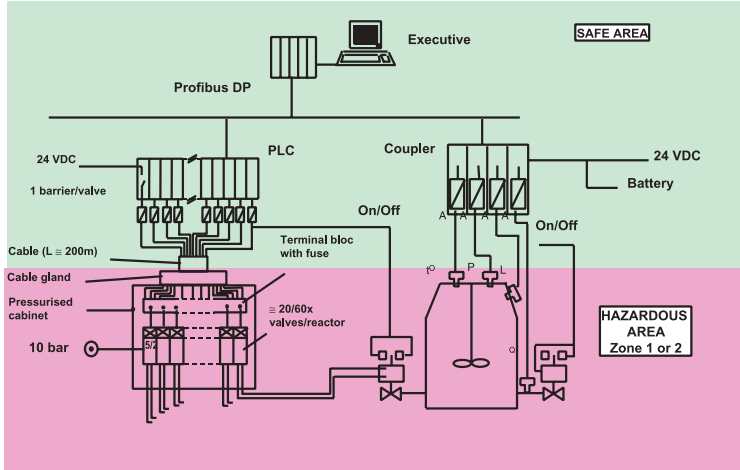 Executive
SAFE AREA
Profibus DP
24 VDC
PLC
Coupler
24 VDC
Battery
1 barrier/valve
On/Off
A
A
A
A
On/Off
Cable (L ≅ 200m)
Terminal bloc
with fuse
Cable gland
t°
P
L
Pressurised
cabinet
≅ 20/60x
valves/reactor
HAZARDOUS
AREA
Zone 1 or 2
10 bar
5/2
Q